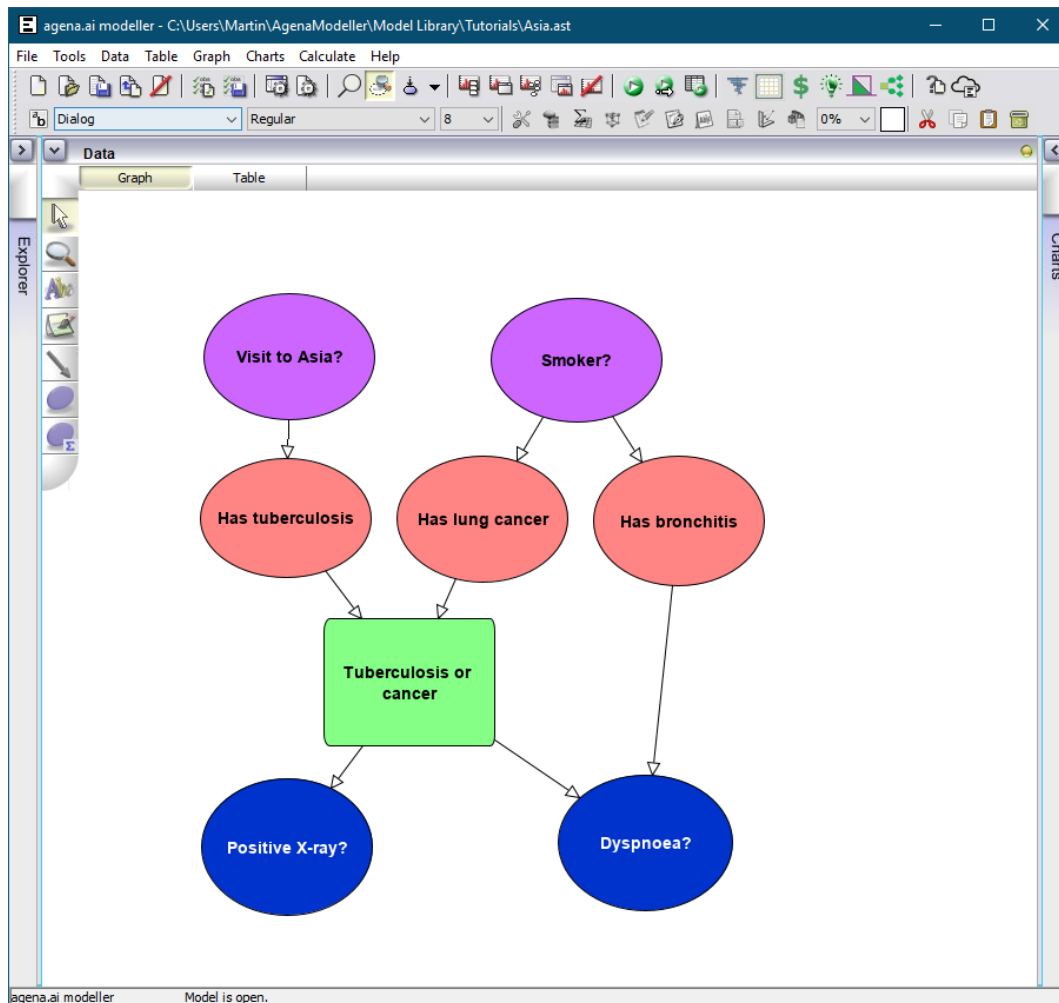 agena.ai modeller - C:\Users\Martin\AgenaModeller\Model Library\Tutorials\Asia.ast
File Tools Data Table Graph Charts Calculate Help
Dialog Regular 8 0%
Data
Graph Table
Explorer
Charts
Abc
Visit to Asia?
Smoker?
Has tuberculosis
Has lung cancer
Has bronchitis
Tuberculosis or
cancer
Positive X-ray?
Dyspnoea?
agena.ai modeller Model is open.